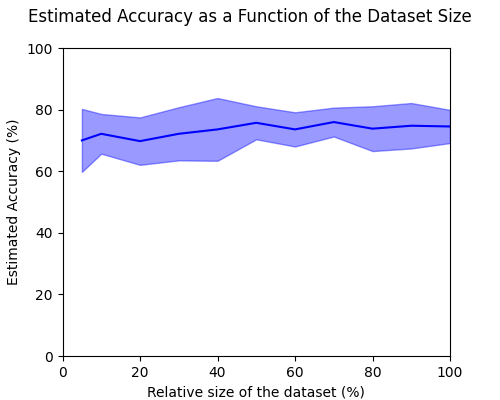 Estimated Accuracy as a Function of the Dataset Size
100
80
60
40
20
0
Estimated Accuracy (%)
0 20 40 60 80 100
Relative size of the dataset (%)